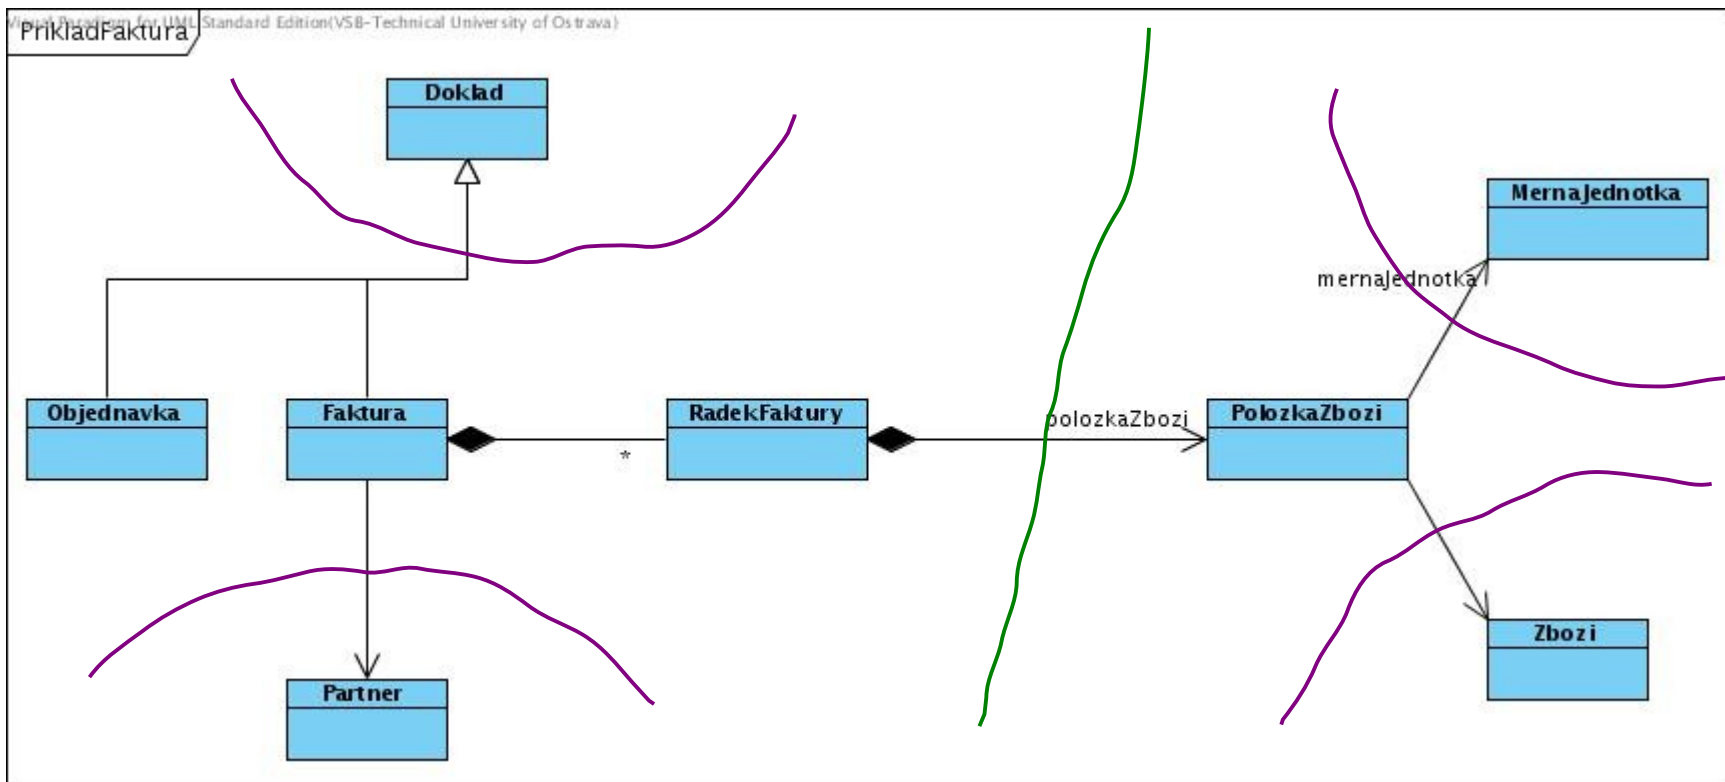 Visual Paradigm for UML Standard Edition(VSB-Technical University of Ostrava)
PrikladFaktura
Doklad
MernaJednotka
mernaJednotka
Objednavka
Faktura
RadekFaktury
PolozkaZbozi
polozkaZbozi
*
Zbozi
Partner